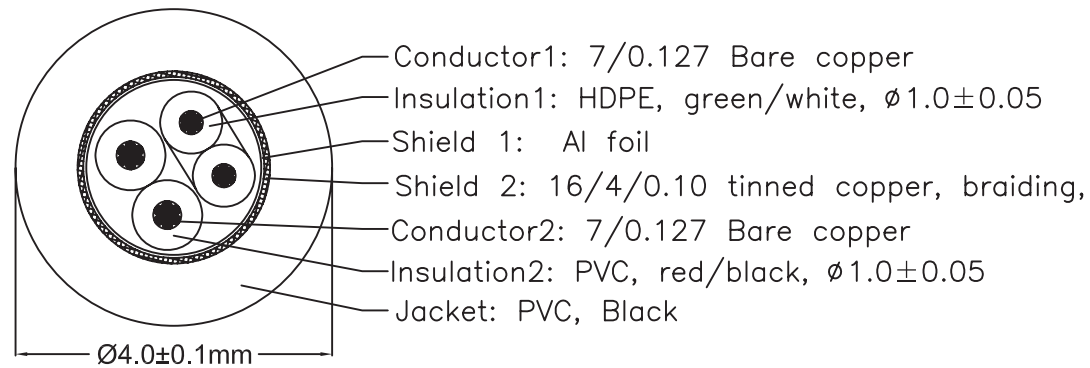 Conductor1: 7/0.127 Bare copper
Insulation1: HDPE, green/white, ø1.0±0.05
Shield 1: Al foil
Shield 2: 16/4/0.10 tinned copper, braiding,
Conductor2: 7/0.127 Bare copper
Insulation2: PVC, red/black, ø1.0±0.05
Jacket: PVC, Black
Ø4.0±0.1mm